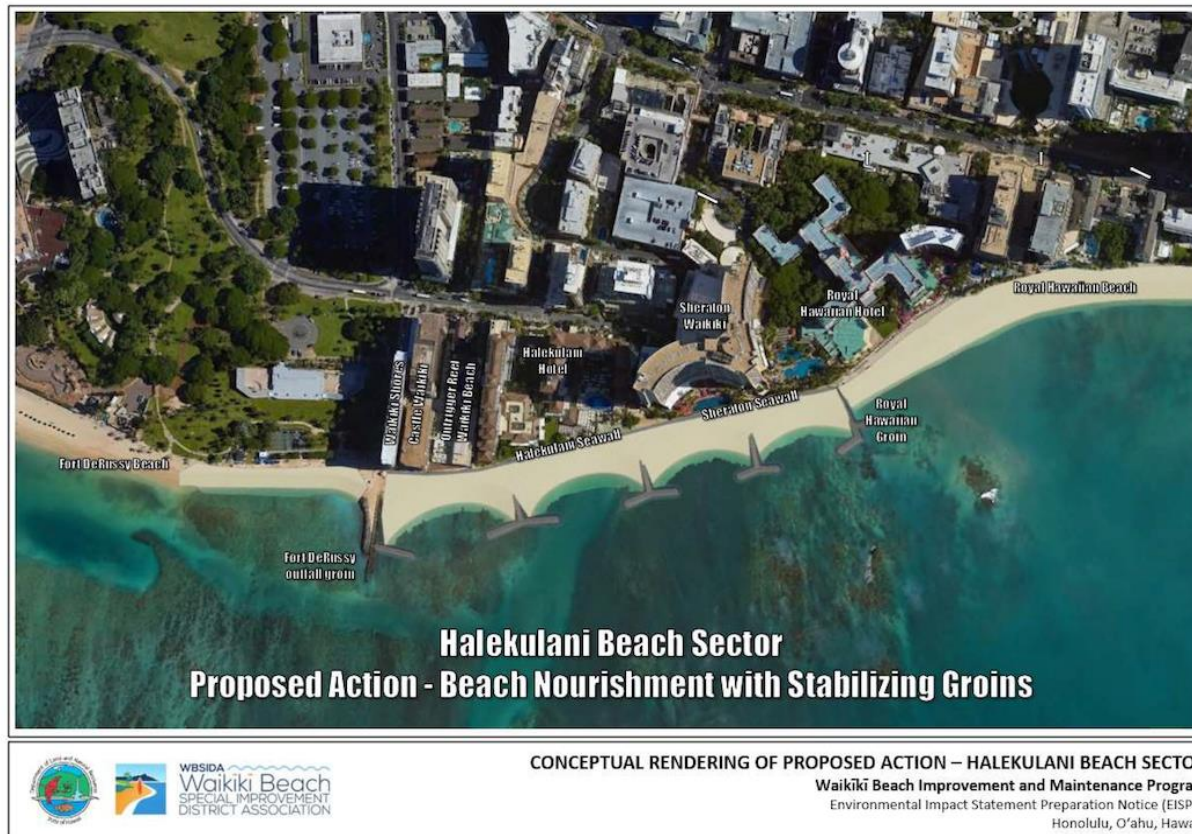 Royal Hawaiian Beach
Sheraton
Waikiki
Royal
Hawaiian Hotel
Halekulani
Hotel
Waikiki Shores
Castle Waikiki
Outrigger Reef
Waikiki Beach
Sheraton Seawall
Royal
Hawaiian
Groin
Halekulani Seawall
Fort DeRussy Beach
Fort DeRussy
outfall groin
Halekulani Beach Sector
Proposed Action - Beach Nourishment with Stabilizing Groins
WBSIDA
Waikiki Beach
SPECIAL IMPROVEMENT
DISTRICT ASSOCIATION
CONCEPTUAL RENDERING OF PROPOSED ACTION – HALEKULANI BEACH SECTO
Waikīkī Beach Improvement and Maintenance Progra
Environmental Impact Statement Preparation Notice (EISP
Honolulu, Oʻahu, Hawa